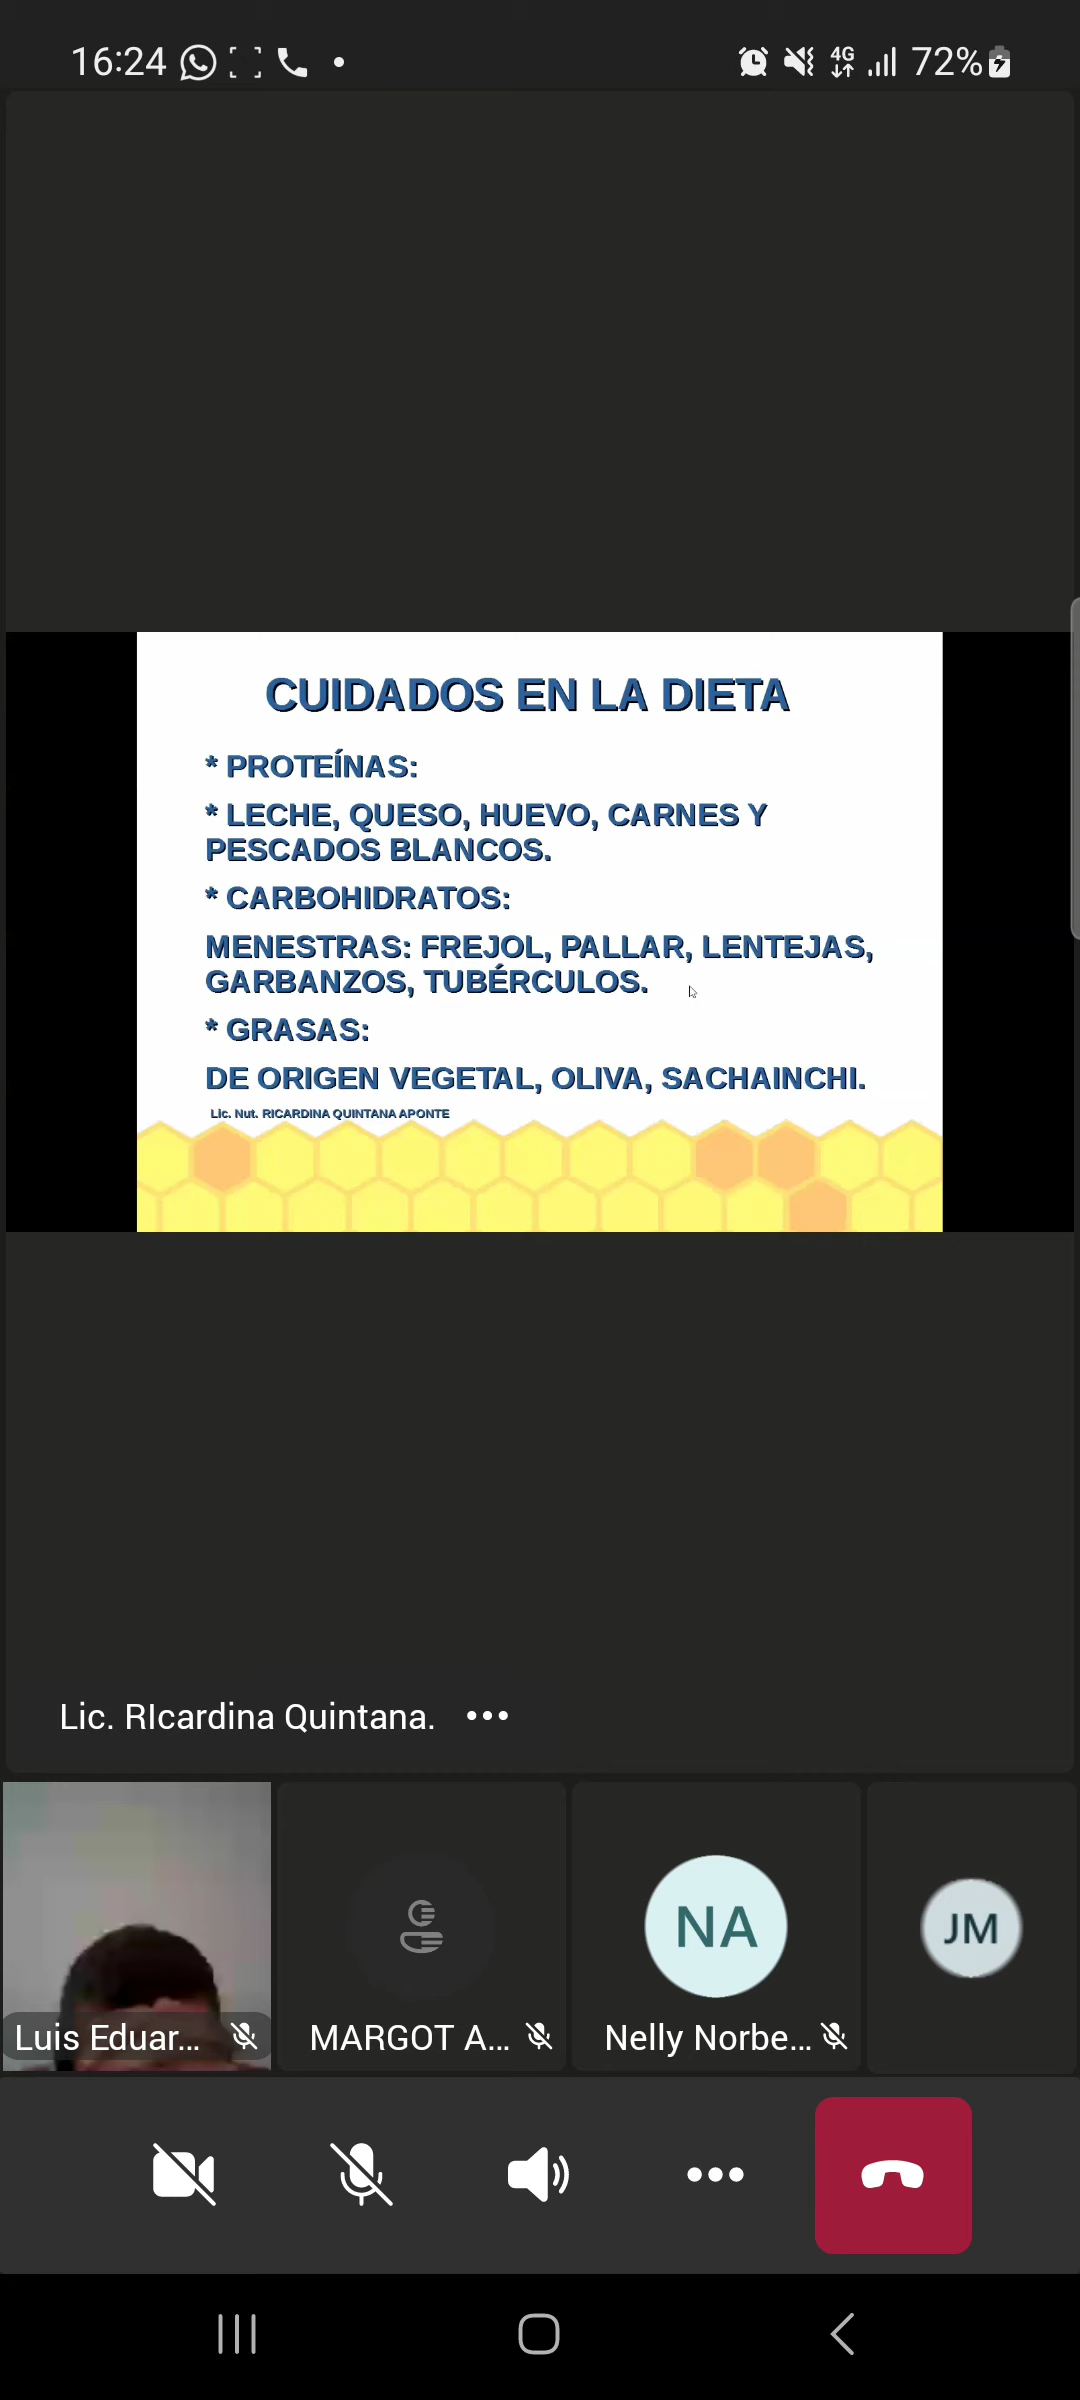 16:24
4G
72%
CUIDADOS EN LA DIETA
* PROTEÍNAS:
* LECHE, QUESO, HUEVO, CARNES Y
PESCADOS BLANCOS.
* CARBOHIDRATOS:
MENESTRAS: FREJOL, PALLAR, LENTEJAS,
GARBANZOS, TUBÉRCULOS.
* GRASAS:
DE ORIGEN VEGETAL, OLIVA, SACHAINCHI.
Lic. Nut. RICARDINA QUINTANA APONTE
Lic. RIcardina Quintana.
NA
JM
Luis Eduar...
MARGOT A...
Nelly Norbe...